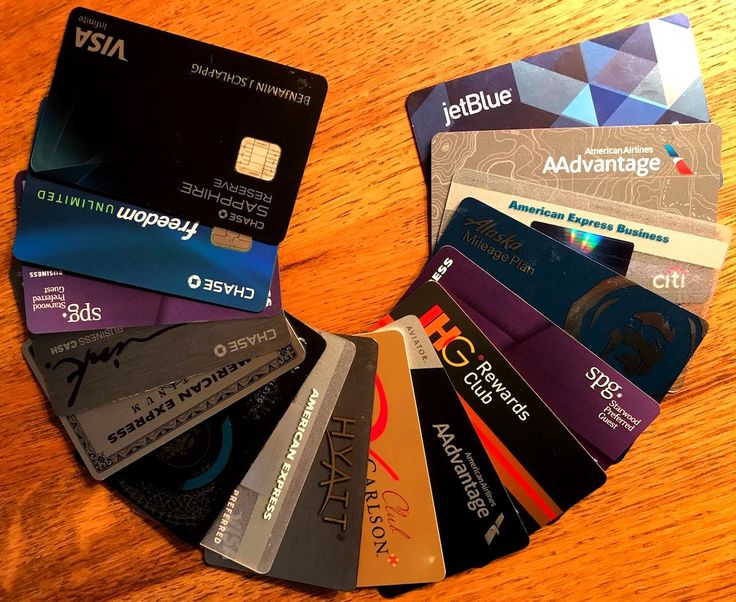 VISA
Infinite
BENJAMIN J SCHLAPPIG
CHASE
SAPPHIRE
RESERVE
freedom
UNLIMITED
CHASE
BUSINESS
spg.
Starwood
Preferred
Guest
CHASE
BUSINESS CASH
ink.
AMERICAN EXPRESS
PLATINUM
AMERICAN EXPRESS
PREFERRED
HYATT
Club
CARLSON
AVIATOR
American Airlines
AAdvantage
IHG
Rewards
Club
spg.
Starwood
Preferred
Guest
Alaska
Mileage Plan
American Express Business
citi
American Airlines
AAdvantage
jetBlue